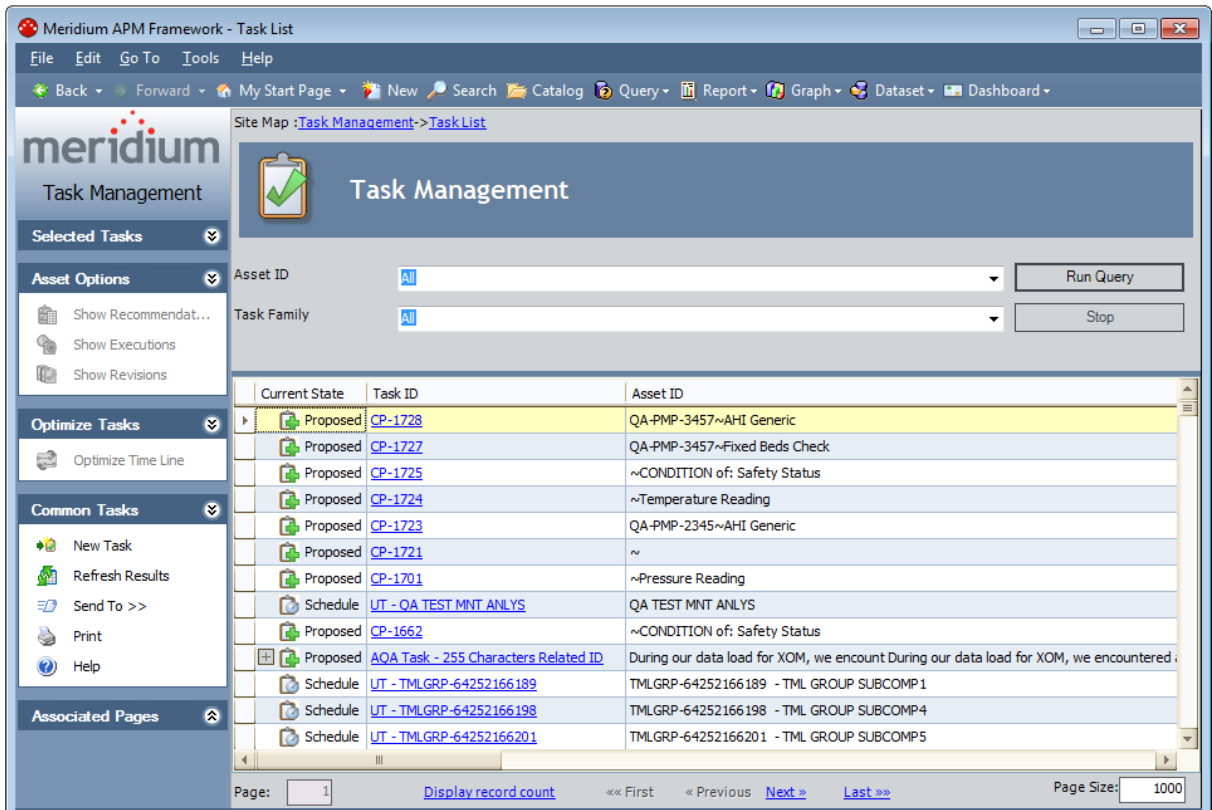 Meridium APM Framework - Task List
File Edit Go To Tools Help
Back Forward My Start Page New Search Catalog Query Report Graph Dataset Dashboard
meridium
Task Management
Selected Tasks
Asset Options
Show Recommendat...
Show Executions
Show Revisions
Optimize Tasks
Optimize Time Line
Common Tasks
New Task
Refresh Results
Send To >>
Print
Help
Associated Pages
Site Map :Task Management->Task List
Task Management
Asset ID All Run Query
Task Family All Stop
Current State Task ID Asset ID
Proposed CP-1728 QA-PMP-3457~AHI Generic
Proposed CP-1727 QA-PMP-3457~Fixed Beds Check
Proposed CP-1725 ~CONDITION of: Safety Status
Proposed CP-1724 ~Temperature Reading
Proposed CP-1723 QA-PMP-2345~AHI Generic
Proposed CP-1721 ~
Proposed CP-1701 ~Pressure Reading
Schedule UT - QA TEST MNT ANLYS QA TEST MNT ANLYS
Proposed CP-1662 ~CONDITION of: Safety Status
Proposed AQA Task - 255 Characters Related ID During our data load for XOM, we encount During our data load for XOM, we encountered
Schedule UT - TMLGRP-64252166189 TMLGRP-64252166189 - TML GROUP SUBCOMP1
Schedule UT - TMLGRP-64252166198 TMLGRP-64252166198 - TML GROUP SUBCOMP4
Schedule UT - TMLGRP-64252166201 TMLGRP-64252166201 - TML GROUP SUBCOMP5
Page: 1 Display record count «« First « Previous Next » Last »» Page Size: 1000